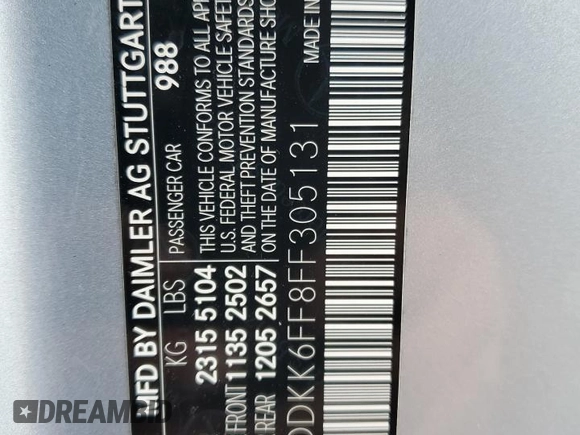 MFD BY DAIMLER AG STUTTGART
988
KG LBS PASSENGER CAR
2315 5104
FRONT 1135 2502
REAR 1205 2657
THIS VEHICLE CONFORMS TO ALL
U.S. FEDERAL MOTOR VEHICLE
AND THEFT PREVENTION STANDARDS
ON THE DATE OF MANUFACTURE
MADE IN
DKK6FF8FF305131
DREAMBID